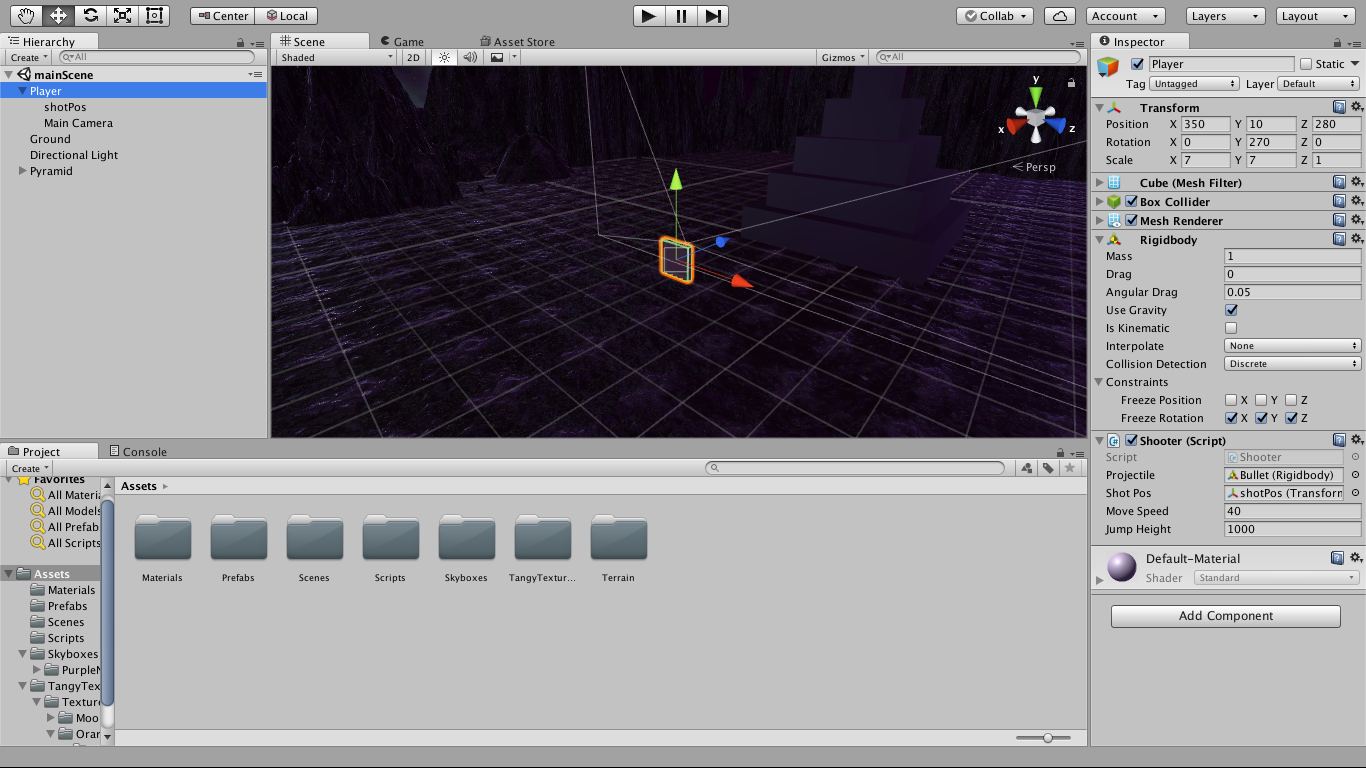 Center Local Collab Account Layers Layout
Hierarchy
Create All
mainScene
Player
shotPos
Main Camera
Ground
Directional Light
Pyramid
Scene Game Asset Store
Shaded 2D Gizmos All
y
x z
Persp
Inspector
Player Static
Tag Untagged Layer Default
Transform
Position X 350 Y 10 Z 280
Rotation X 0 Y 270 Z 0
Scale X 7 Y 7 Z 1
Cube (Mesh Filter)
Box Collider
Mesh Renderer
Rigidbody
Mass 1
Drag 0
Angular Drag 0.05
Use Gravity
Is Kinematic
Interpolate None
Collision Detection Discrete
Constraints
Freeze Position X Y Z
Freeze Rotation X Y Z
Shooter (Script)
Script Shooter
Projectile Bullet (Rigidbody)
Shot Pos shotPos (Transform
Move Speed 40
Jump Height 1000
Default-Material
Shader Standard
Add Component
Project Console
Create
Favorites
All Materia
All Models
All Prefab
All Scripts
Assets
Materials
Prefabs
Scenes
Scripts
Skyboxes
PurpleN
TangyTex
Texture
Moo
Oran
Assets
Materials Prefabs Scenes Scripts Skyboxes TangyTextur... Terrain